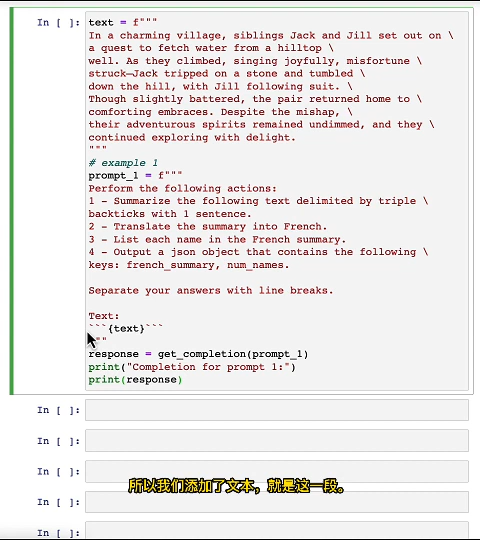 In [ ]: text = f"""
In a charming village, siblings Jack and Jill set out on \
a quest to fetch water from a hilltop \
well. As they climbed, singing joyfully, misfortune \
struck—Jack tripped on a stone and tumbled \
down the hill, with Jill following suit. \
Though slightly battered, the pair returned home to \
comforting embraces. Despite the mishap, \
their adventurous spirits remained undimmed, and they \
continued exploring with delight.
"""
# example 1
prompt_1 = f"""
Perform the following actions:
1 - Summarize the following text delimited by triple \
backticks with 1 sentence.
2 - Translate the summary into French.
3 - List each name in the French summary.
4 - Output a json object that contains the following \
keys: french_summary, num_names.
Separate your answers with line breaks.
Text:
```{text}```
"""
response = get_completion(prompt_1)
print("Completion for prompt 1:")
print(response)
In [ ]:
In [ ]:
In [ ]:
所以我们添加了文本，就是这一段。
In [ ]:
In [ ]: